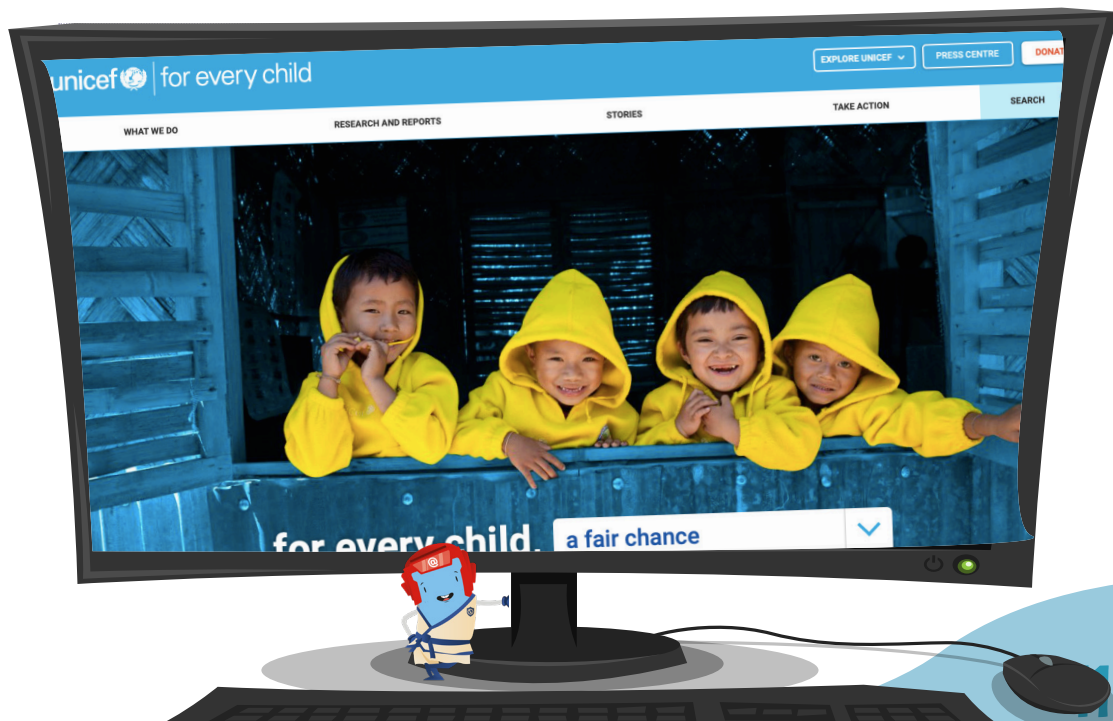 unicef for every child
EXPLORE UNICEF
PRESS CENTRE
DONAT
WHAT WE DO
RESEARCH AND REPORTS
STORIES
TAKE ACTION
SEARCH
for every child, a fair chance
@